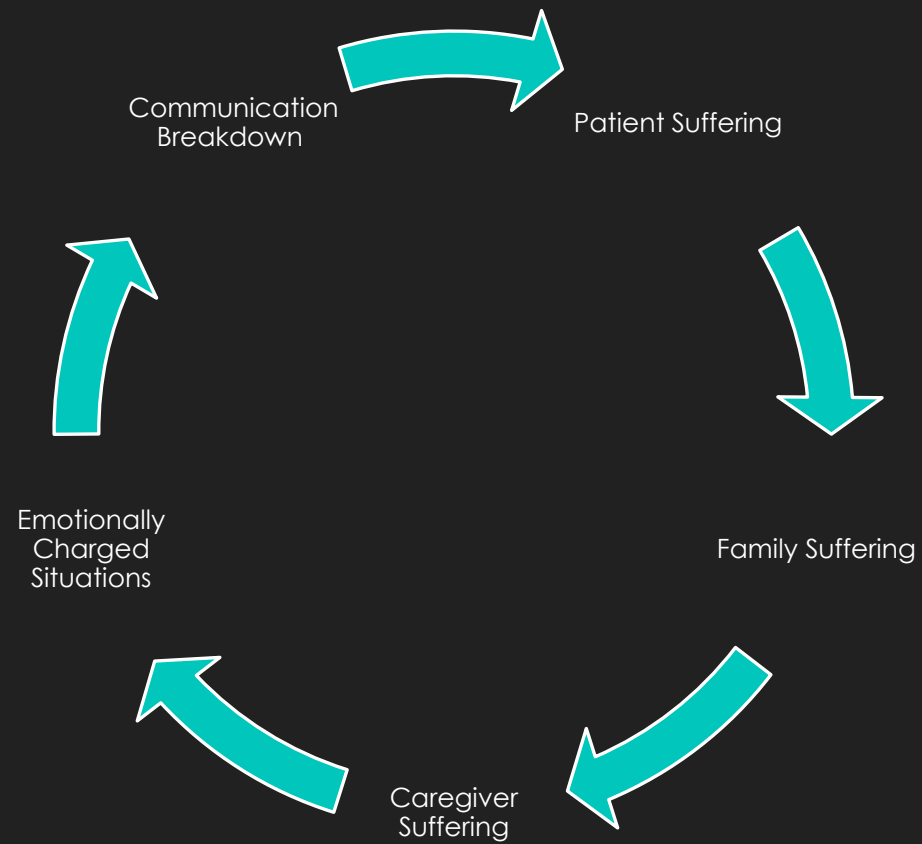 Communication
Breakdown
Patient Suffering
Family Suffering
Caregiver
Suffering
Emotionally
Charged
Situations